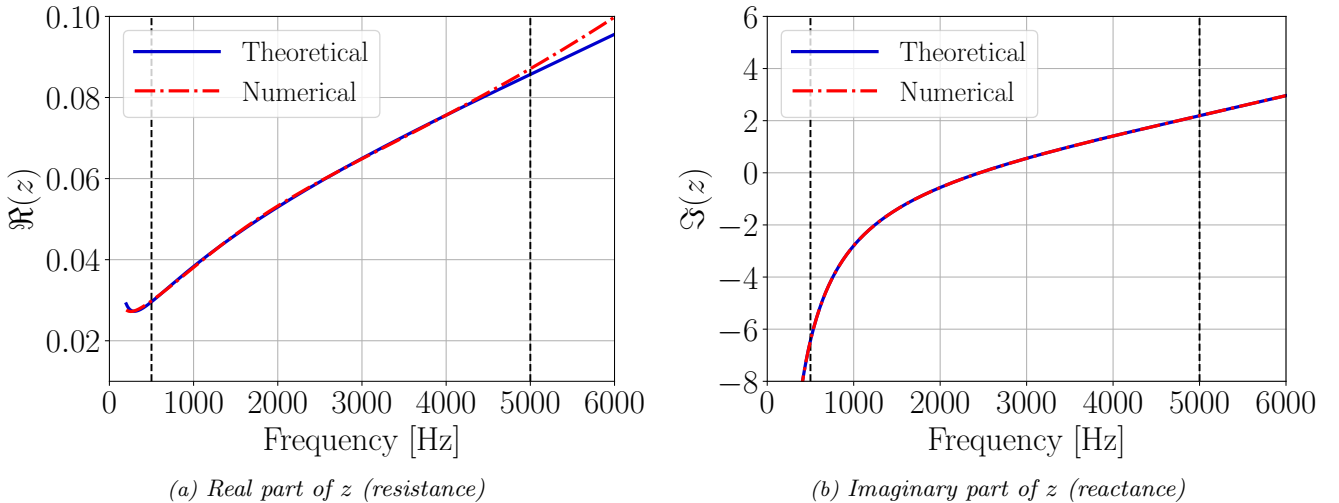 0.10
0.08
0.06
0.04
0.02
ℜ(z)
Theoretical
Numerical
0 1000 2000 3000 4000 5000 6000
Frequency [Hz]
(a) Real part of z (resistance)
6
4
2
0
−2
−4
−6
−8
ℑ(z)
Theoretical
Numerical
0 1000 2000 3000 4000 5000 6000
Frequency [Hz]
(b) Imaginary part of z (reactance)